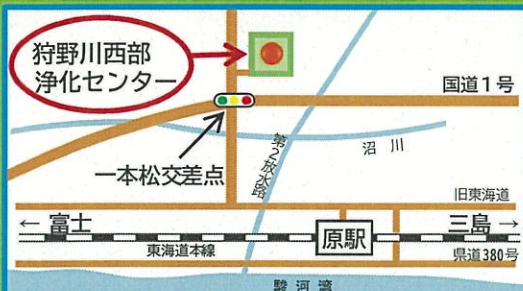 狩野川西部
浄化センター
国道1号
一本松交差点
第2放水路
沼川
旧東海道
← 富士
三島 →
東海道本線
原駅
県道380号
駿河湾